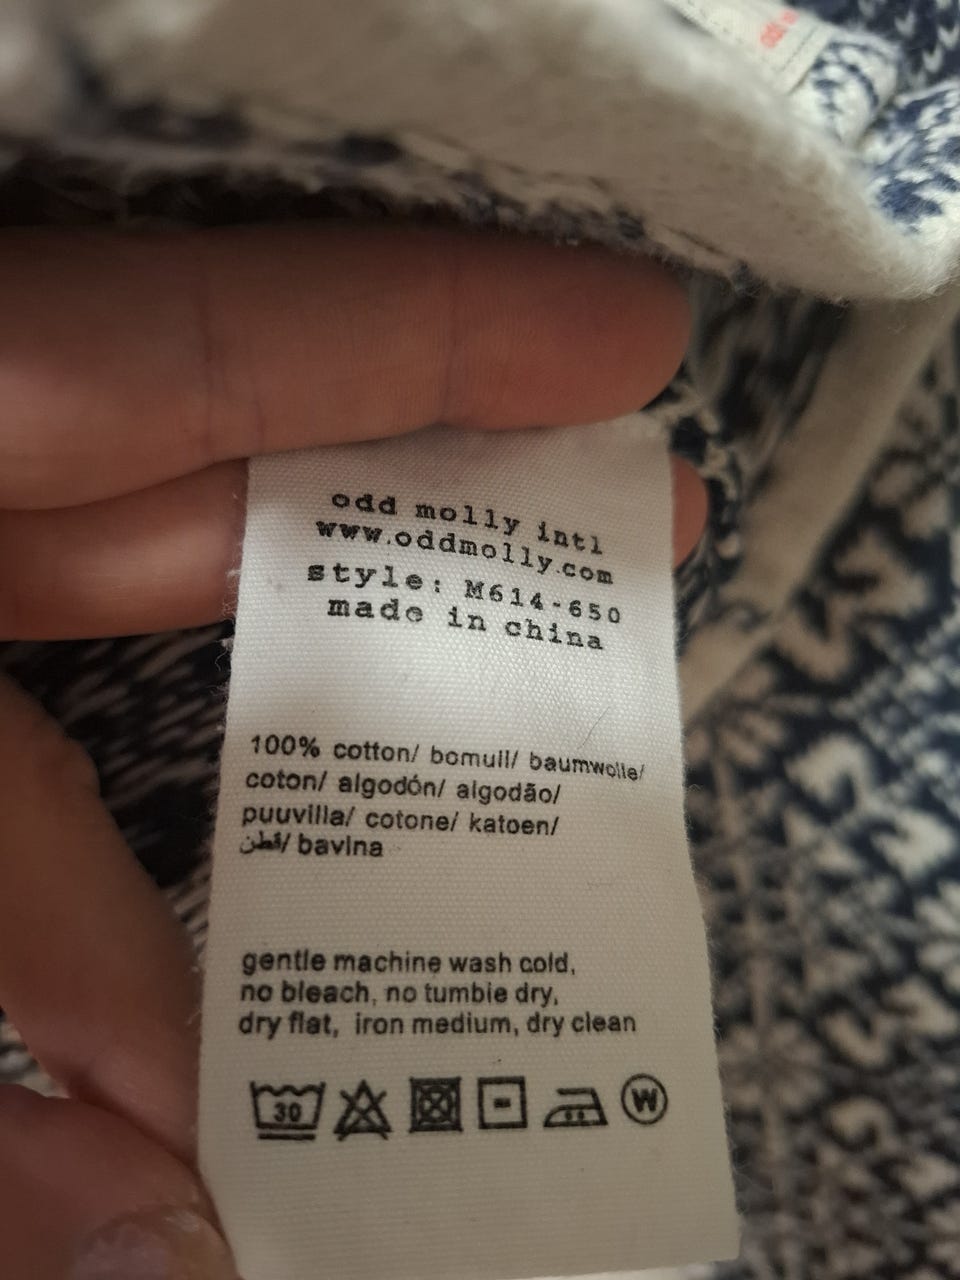 odd molly intl
www.oddmolly.com
style: M614-650
made in china
100% cotton/ bomull/ baumwolle/
coton/ algodón/ algodão/
puuvilla/ cotone/ katoen/
قطن/ bavlna
gentle machine wash cold,
no bleach, no tumble dry,
dry flat, iron medium, dry clean
30 W